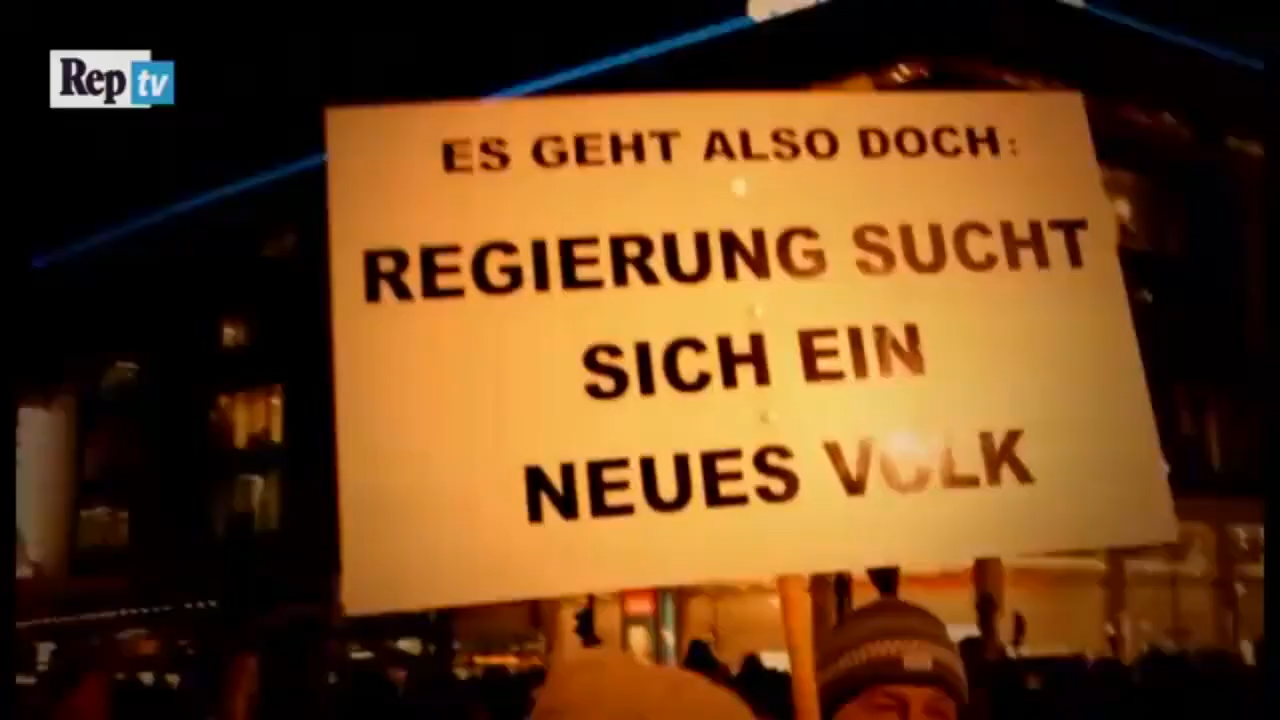 Rep tv
ES GEHT ALSO DOCH:
REGIERUNG SUCHT
SICH EIN
NEUES VOLK